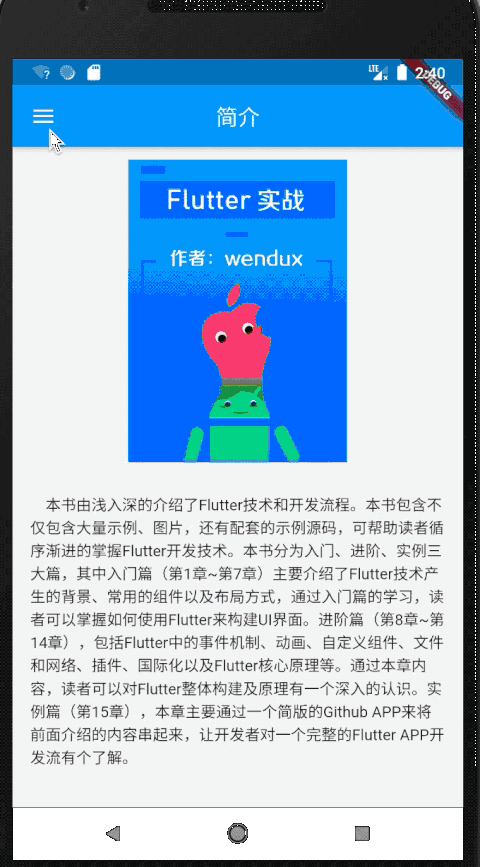 LTE 2:40
DEBUG
简介
Flutter 实战
作者：wendux
本书由浅入深的介绍了Flutter技术和开发流程。本书包含不
仅包含大量示例、图片，还有配套的示例源码，可帮助读者循
序渐进的掌握Flutter开发技术。本书分为入门、进阶、实例三
大篇，其中入门篇（第1章~第7章）主要介绍了Flutter技术产
生的背景、常用的组件以及布局方式，通过入门篇的学习，读
者可以掌握如何使用Flutter来构建UI界面。进阶篇（第8章~第
14章），包括Flutter中的事件机制、动画、自定义组件、文件
和网络、插件、国际化以及Flutter核心原理等。通过本章内
容，读者可以对Flutter整体构建及原理有一个深入的认识。实
例篇（第15章），本章主要通过一个简版的Github APP来将
前面介绍的内容串起来，让开发者对一个完整的Flutter APP开
发流有个了解。